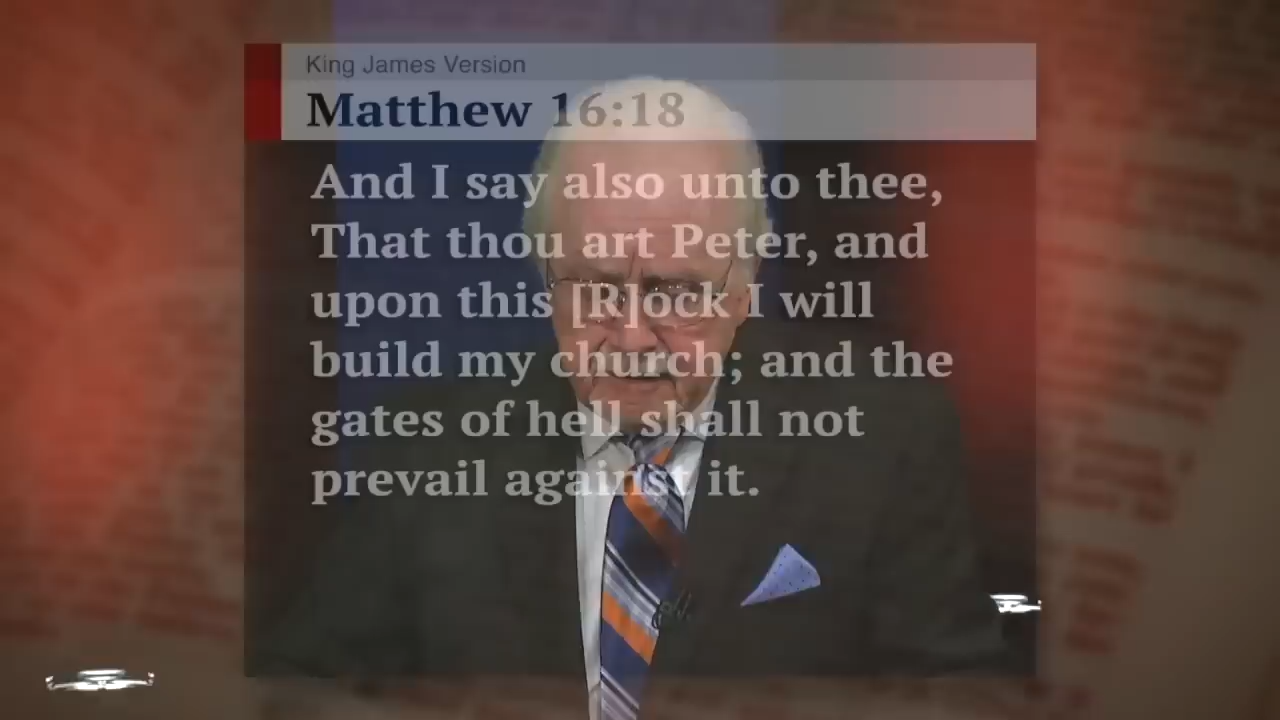 King James Version
Matthew 16:18
And I say also unto thee,
That thou art Peter, and
upon this [R]ock I will
build my church; and the
gates of hell shall not
prevail against it.